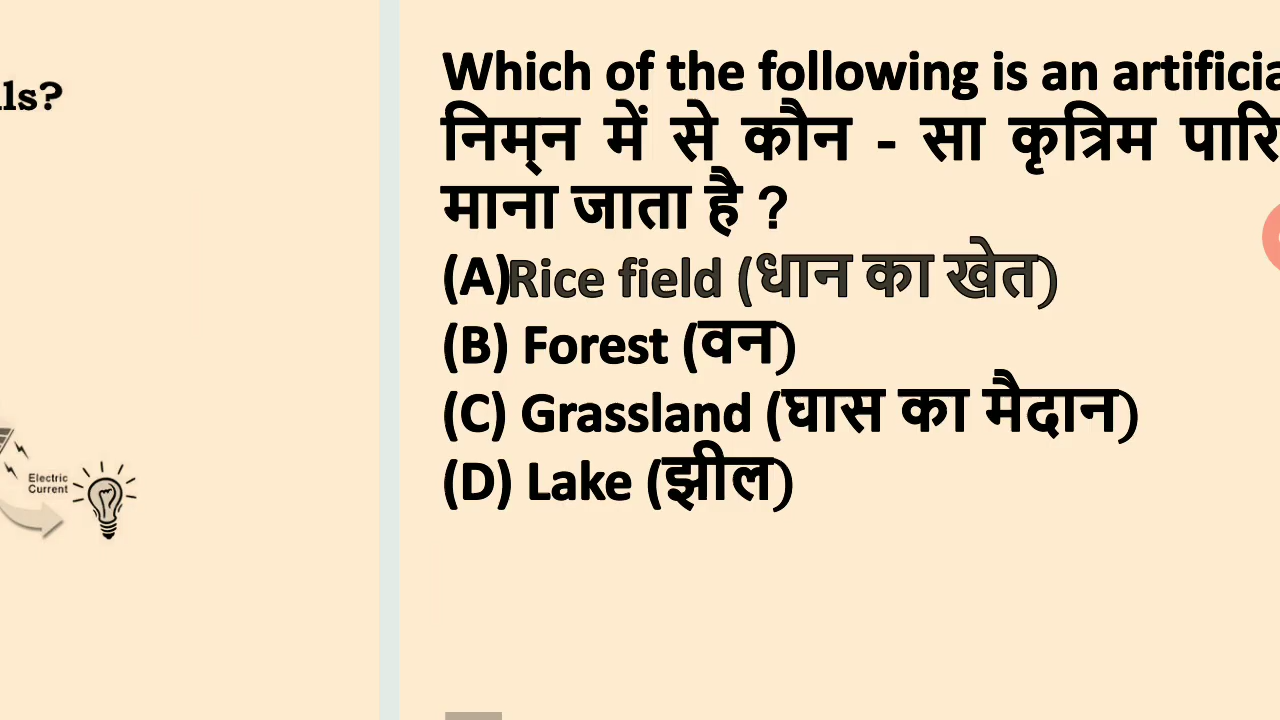 ls?
Which of the following is an artificia
निम्न में से कौन - सा कृत्रिम पारि
माना जाता है ?
(A)Rice field (धान का खेत)
(B) Forest (वन)
(C) Grassland (घास का मैदान)
(D) Lake (झील)
Electric
Current